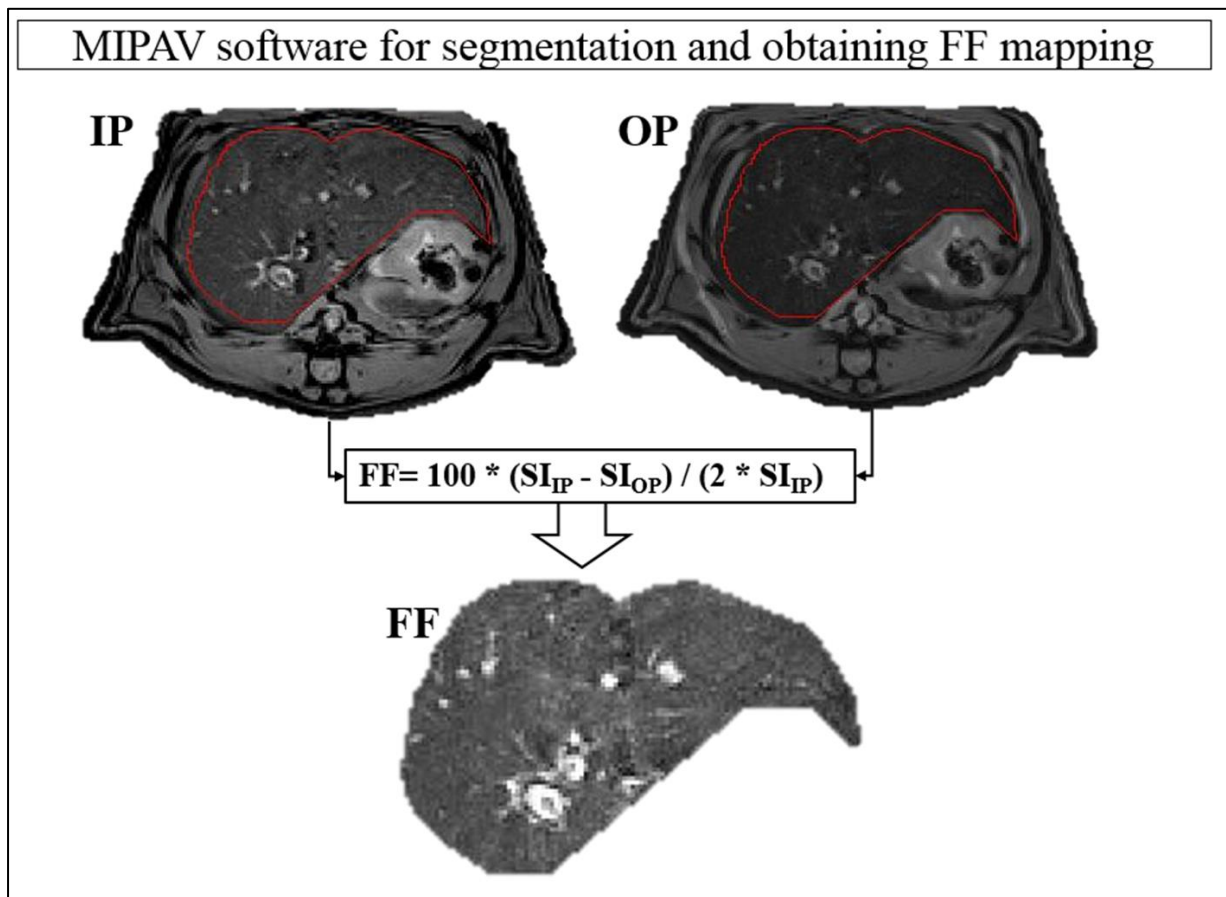 MIPAV software for segmentation and obtaining FF mapping
IP
OP
FF= 100 * (SI_IP - SI_OP) / (2 * SI_IP)
FF